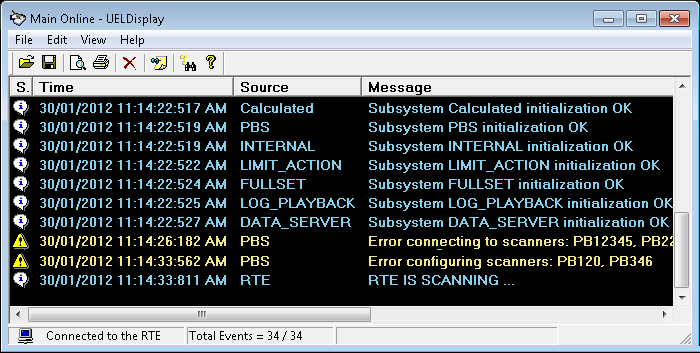 Main Online - UELDisplay
File Edit View Help
S. Time Source Message
30/01/2012 11:14:22:517 AM Calculated Subsystem Calculated initialization OK
30/01/2012 11:14:22:519 AM PBS Subsystem PBS initialization OK
30/01/2012 11:14:22:519 AM INTERNAL Subsystem INTERNAL initialization OK
30/01/2012 11:14:22:522 AM LIMIT_ACTION Subsystem LIMIT_ACTION initialization OK
30/01/2012 11:14:22:524 AM FULLSET Subsystem FULLSET initialization OK
30/01/2012 11:14:22:525 AM LOG_PLAYBACK Subsystem LOG_PLAYBACK initialization OK
30/01/2012 11:14:22:527 AM DATA_SERVER Subsystem DATA_SERVER initialization OK
30/01/2012 11:14:26:182 AM PBS Error connecting to scanners: PB12345, PB22
30/01/2012 11:14:33:562 AM PBS Error configuring scanners: PB120, PB346
30/01/2012 11:14:33:811 AM RTE RTE IS SCANNING ...
Connected to the RTE Total Events = 34 / 34